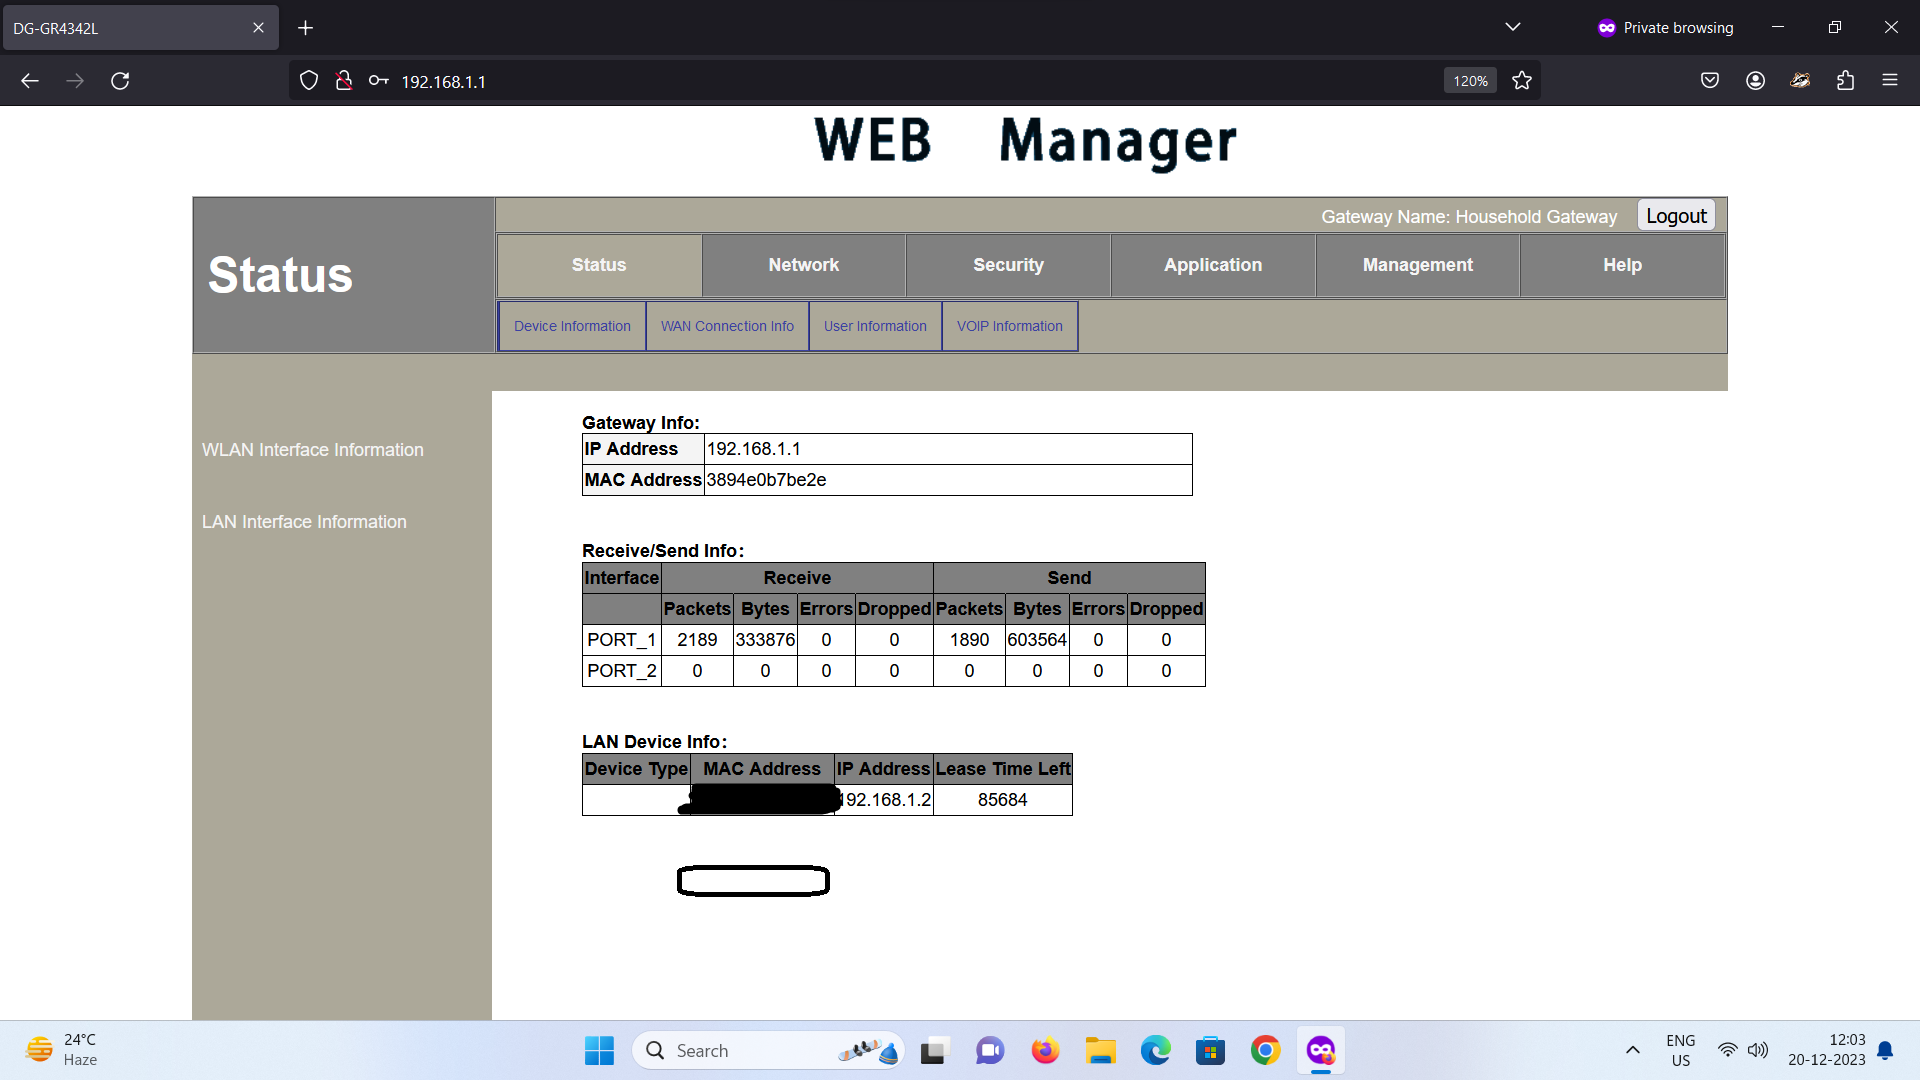 DG-GR4342L
Private browsing
192.168.1.1
120%
WEB Manager
Gateway Name: Household Gateway
Logout
Status
Status
Network
Security
Application
Management
Help
Device Information
WAN Connection Info
User Information
VOIP Information
WLAN Interface Information
LAN Interface Information
Gateway Info:
IP Address 192.168.1.1
MAC Address 3894e0b7be2e
Receive/Send Info:
Interface Receive Send
Packets Bytes Errors Dropped Packets Bytes Errors Dropped
PORT_1 2189 333876 0 0 1890 603564 0 0
PORT_2 0 0 0 0 0 0 0 0
LAN Device Info:
Device Type MAC Address IP Address Lease Time Left
192.168.1.2 85684
24°C
Haze
Search
ENG
US
12:03
20-12-2023